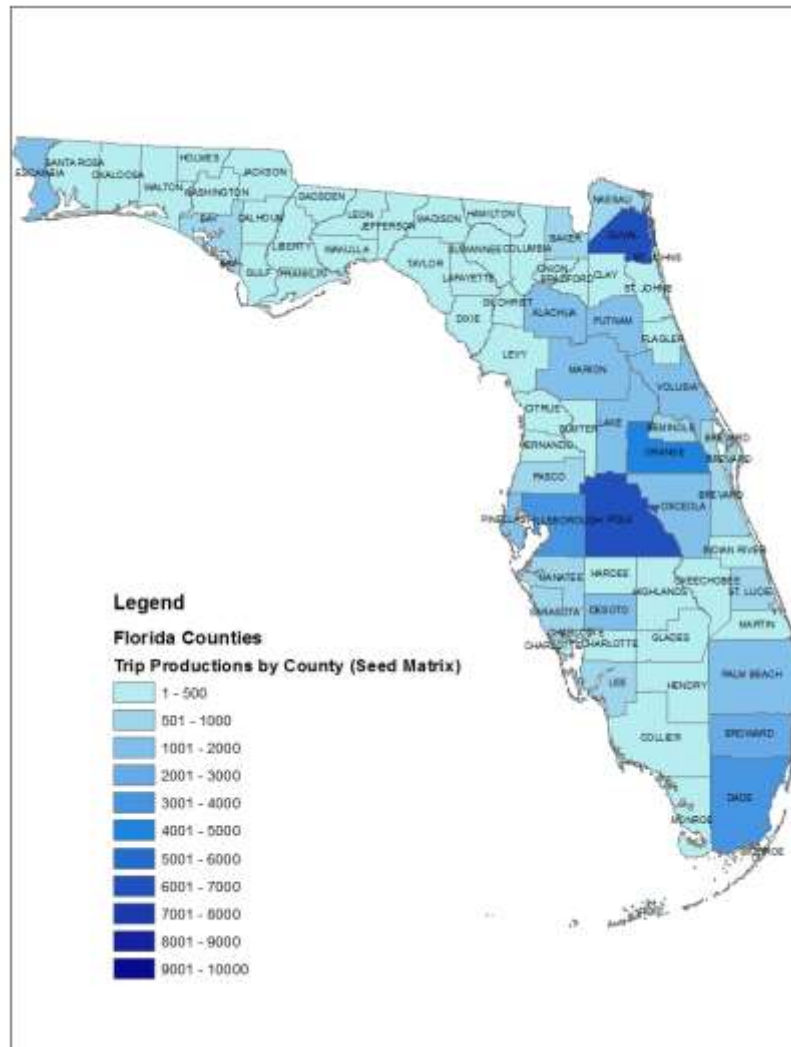 HOLMES
SANTA ROSA
OKALOOSA
JACKSON
ESCAMBIA
WALTON
WASHINGTON
NASSAU
GADSDEN
LEON
MADISON
HAMILTON
BAY
CALHOUN
JEFFERSON
DUVAL
BAKER
LIBERTY
WAKULLA
SUWANNEE
COLUMBIA
TAYLOR
UNION
GULF
FRANKLIN
LAFAYETTE
BRADFORD
CLAY
ST. JOHNS
GILCHRIST
ALACHUA
PUTNAM
DIXIE
FLAGLER
LEVY
MARION
VOLUSIA
CITRUS
SUMTER
LAKE
SEMINOLE
BREVARD
HERNANDO
ORANGE
BREVARD
PASCO
BREVARD
OSCEOLA
PINELLAS
HILLSBOROUGH
POLK
INDIAN RIVER
MANATEE
HARDEE
OKEECHOBEE
HIGHLANDS
ST. LUCIE
SARASOTA
DESOTO
MARTIN
CHARLOTTE
GLADES
LEE
HENDRY
PALM BEACH
COLLIER
BROWARD
DADE
MONROE
Legend
Florida Counties
Trip Productions by County (Seed Matrix)
1 - 500
501 - 1000
1001 - 2000
2001 - 3000
3001 - 4000
4001 - 5000
5001 - 6000
6001 - 7000
7001 - 8000
8001 - 9000
9001 - 10000